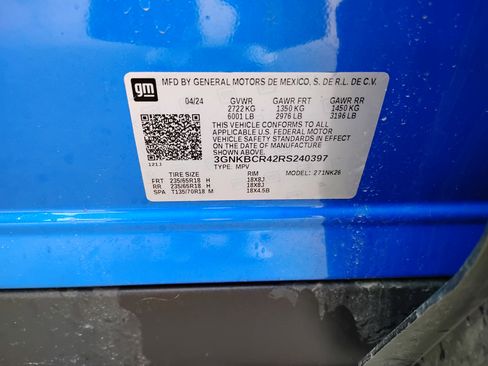 gm
MFD BY GENERAL MOTORS DE MEXICO, S. DE R.L. DE C.V.
04/24 GVWR GAWR FRT GAWR RR
2722 KG 1350 KG 1450 KG
6001 LB 2976 LB 3196 LB
THIS VEHICLE CONFORMS TO ALL
APPLICABLE U.S. FEDERAL MOTOR
VEHICLE SAFETY STANDARDS IN EFFECT
ON THE DATE OF MANUFACTURE SHOWN ABOVE.
3GNKBCR42RS240397
121J TYPE: MPV
TIRE SIZE RIM MODEL: 271NK26
FRT 235/65R18 H 18X8J
RR 235/65R18 H 18X8J
SPA T135/70R18 M 18X4.5B